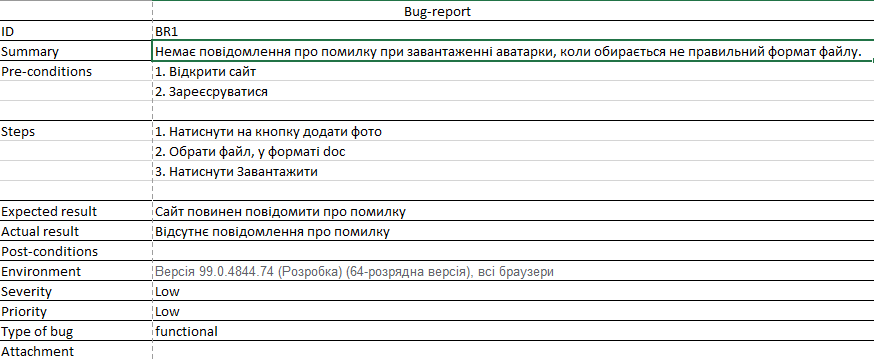 Bug-report
ID BR1
Summary Немає повідомлення про помилку при завантаженні аватарки, коли обирається не правильний формат файлу.
Pre-conditions 1. Відкрити сайт
2. Зареєсруватися
Steps 1. Натиснути на кнопку додати фото
2. Обрати файл, у форматі doc
3. Натиснути Завантажити
Expected result Сайт повинен повідомити про помилку
Actual result Відсутнє повідомлення про помилку
Post-conditions
Environment Версія 99.0.4844.74 (Розробка) (64-розрядна версія), всі браузери
Severity Low
Priority Low
Type of bug functional
Attachment